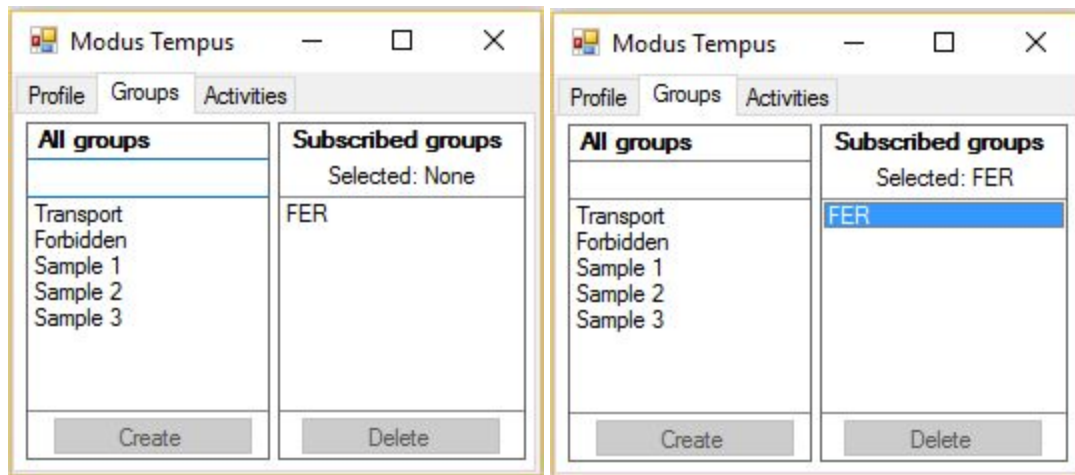 Modus Tempus
Profile Groups Activities
All groups
Transport
Forbidden
Sample 1
Sample 2
Sample 3
Create
Subscribed groups
Selected: None
FER
Delete
Modus Tempus
Profile Groups Activities
All groups
Transport
Forbidden
Sample 1
Sample 2
Sample 3
Create
Subscribed groups
Selected: FER
FER
Delete